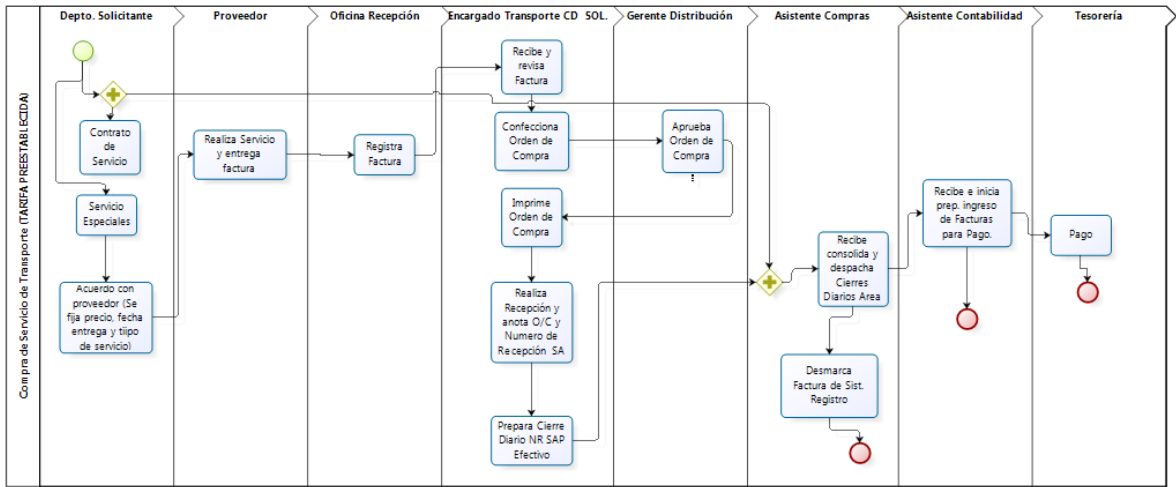 Depto. Solicitante
Proveedor
Oficina Recepción
Encargado Transporte CD SOL.
Gerente Distribución
Asistente Compras
Asistente Contabilidad
Tesorería
Compra de Servicio de Transporte (TARIFA PREESTABLECIDA)
Contrato
de
Servicio
Servicio
Especiales
Acuerdo con
proveedor (Se
fija precio, fecha
entrega y tiipo
de servicio)
Realiza Servicio
y entrega
factura
Registra
Factura
Recibe y
revisa
Factura
Confecciona
Orden de
Compra
Aprueba
Orden de
Compra
Imprime
Orden de
Compra
Realiza
Recepción y
anota O/C y
Numero de
Recepción SA
Prepara Cierre
Diario NR SAP
Efectivo
Recibe
consolida y
despacha
Cierres
Diarios Area
Desmarca
Factura de Sist.
Registro
Recibe e inicia
prep. ingreso
de Facturas
para Pago.
Pago